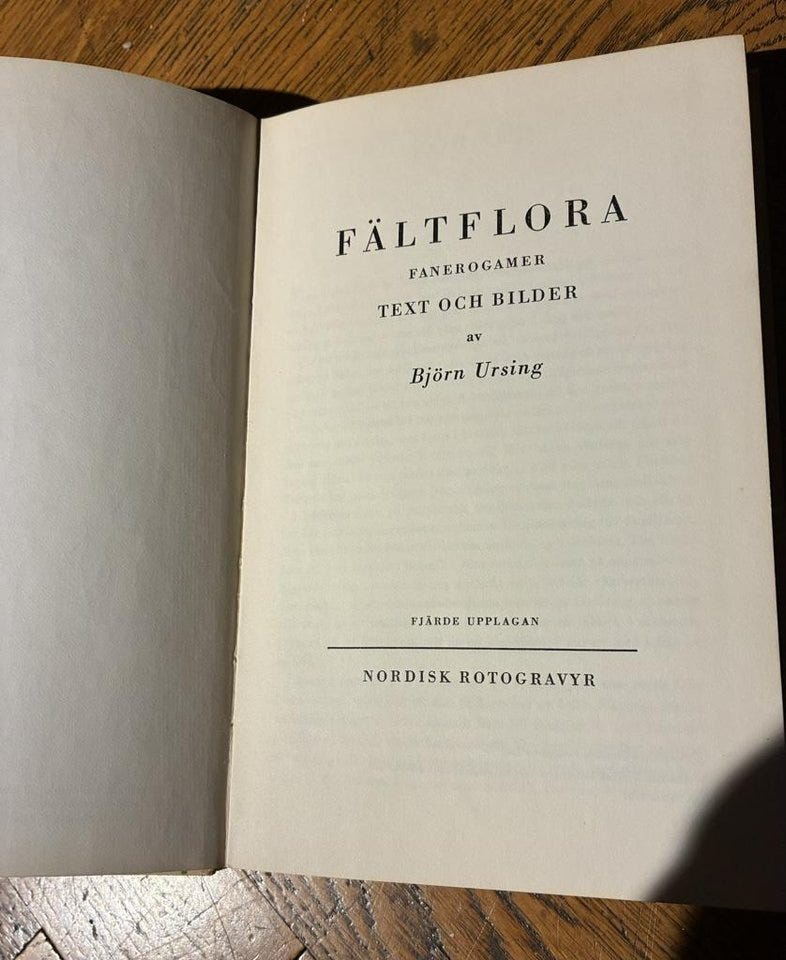 FÄLTFLORA
FANEROGAMER
TEXT OCH BILDER
av
Björn Ursing
FJÄRDE UPPLAGAN
NORDISK ROTOGRAVYR